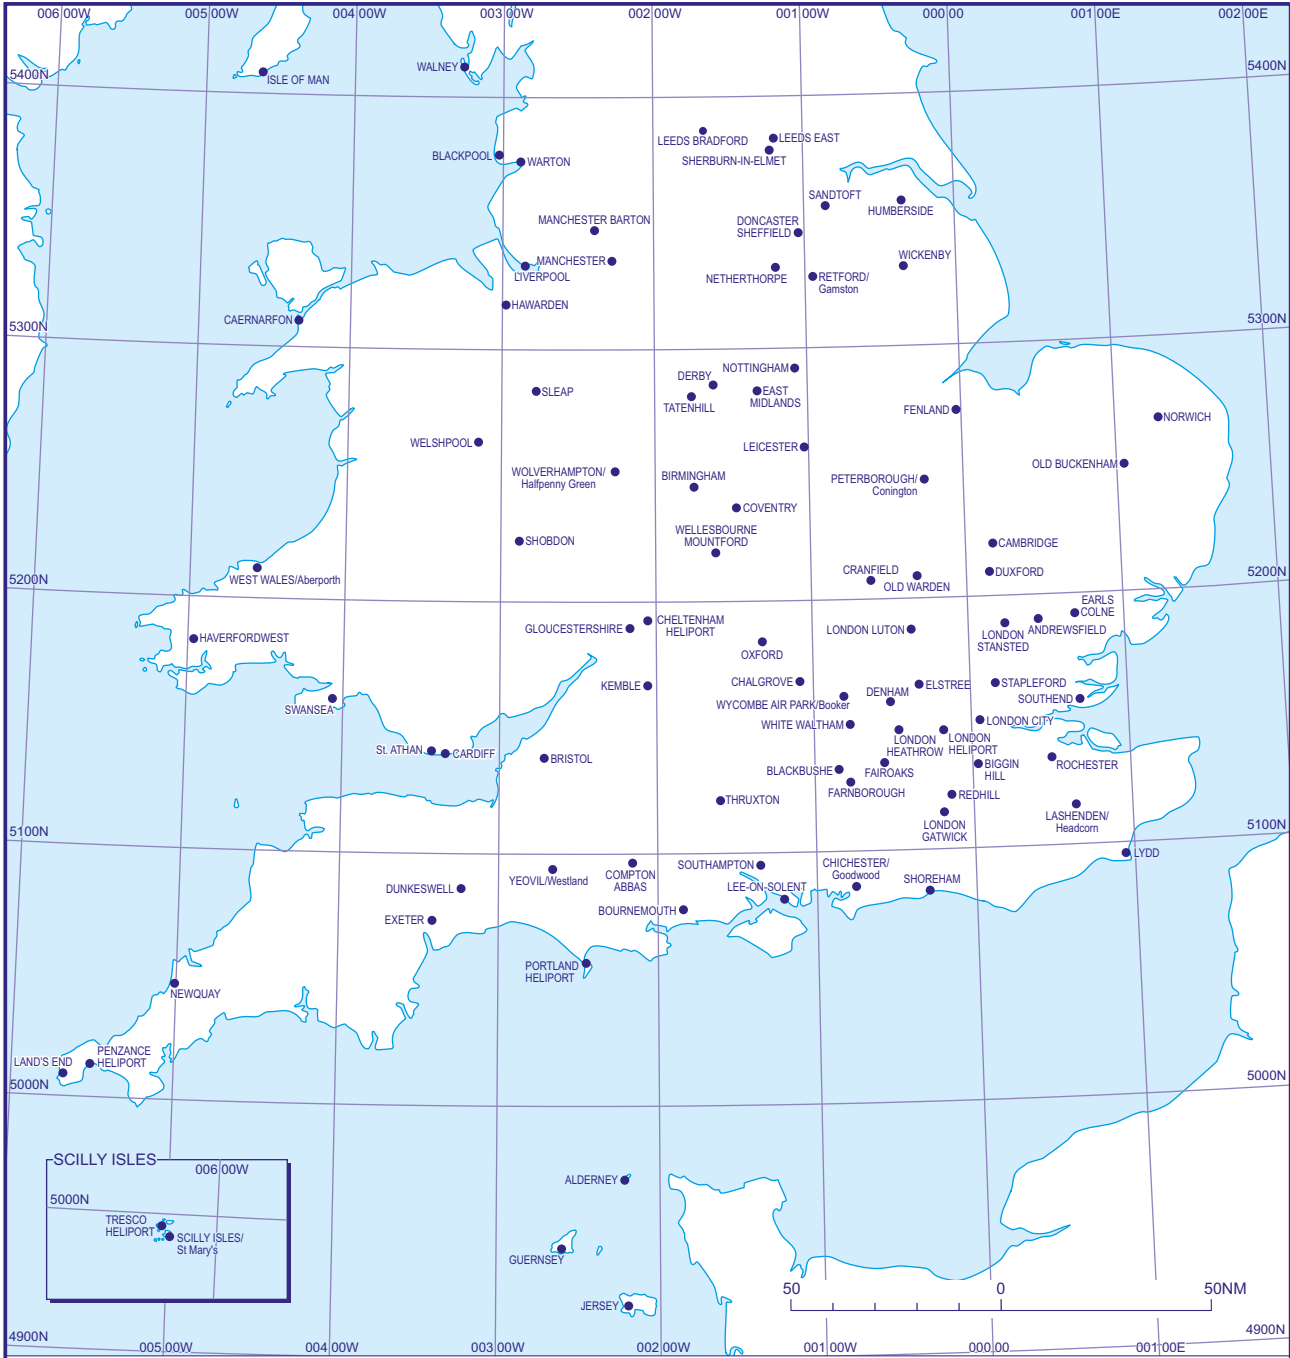 006 00W
005 00W
004 00W
003 00W
002 00W
001 00W
000 00
001 00E
002 00E
5400N
5400N
ISLE OF MAN
WALNEY
LEEDS BRADFORD
LEEDS EAST
SHERBURN-IN-ELMET
BLACKPOOL
WARTON
SANDTOFT
HUMBERSIDE
MANCHESTER BARTON
DONCASTER
SHEFFIELD
MANCHESTER
LIVERPOOL
NETHERTHORPE
RETFORD/
Gamston
WICKENBY
HAWARDEN
CAERNARFON
5300N
5300N
NOTTINGHAM
DERBY
TATENHILL
EAST
MIDLANDS
SLEAP
FENLAND
NORWICH
WELSHPOOL
LEICESTER
OLD BUCKENHAM
WOLVERHAMPTON/
Halfpenny Green
BIRMINGHAM
PETERBOROUGH/
Conington
COVENTRY
WELLESBOURNE
MOUNTFORD
SHOBDON
CAMBRIDGE
WEST WALES/Aberporth
CRANFIELD
OLD WARDEN
DUXFORD
5200N
5200N
EARLS
COLNE
HAVERFORDWEST
GLOUCESTERSHIRE
CHELTENHAM
HELIPORT
LONDON LUTON
LONDON
STANSTED
ANDREWSFIELD
OXFORD
KEMBLE
CHALGROVE
DENHAM
ELSTREE
STAPLEFORD
SWANSEA
WYCOMBE AIR PARK/Booker
SOUTHEND
WHITE WALTHAM
LONDON
HEATHROW
LONDON
HELIPORT
LONDON CITY
St. ATHAN
CARDIFF
BRISTOL
BLACKBUSHE
FAIROAKS
BIGGIN
HILL
ROCHESTER
FARNBOROUGH
THRUXTON
REDHILL
LONDON
GATWICK
LASHENDEN/
Headcorn
5100N
5100N
LYDD
YEOVIL/Westland
COMPTON
ABBAS
SOUTHAMPTON
CHICHESTER/
Goodwood
SHOREHAM
DUNKESWELL
LEE-ON-SOLENT
EXETER
BOURNEMOUTH
PORTLAND
HELIPORT
NEWQUAY
LAND'S END
PENZANCE
HELIPORT
5000N
5000N
SCILLY ISLES
006 00W
5000N
TRESCO
HELIPORT
SCILLY ISLES/
St Mary's
ALDERNEY
GUERNSEY
JERSEY
50
0
50NM
4900N
4900N
005 00W
004 00W
003 00W
002 00W
001 00W
000 00
001 00E